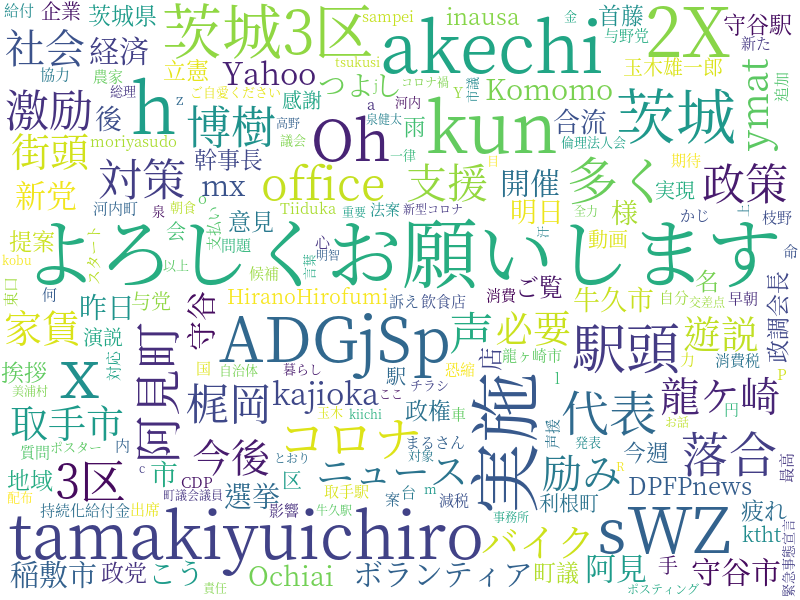 給付
企業
茨城県
茨城3区
akechi
sampei
inausa
首藤
金
与野党
守谷駅
新た
社会
経済
協力
農家
立憲
Yahoo
つよし
感謝
tsukusi
コロナ禍
市議
2X
玉木雄一郎
追加
激励
後
総理
z
h
ご自愛ください
j
a
河内
Y
Komomo
ymat
博樹
Oh
kun
茨城
街頭
moriyasudo
高野
泉健太
雨
合流
倫理法人会
議会
一律
幹事長
対策
新党
mx
office
支援
開催
多く
期待
実現
政策
日
河内町
泉
朝食
o
Tiiduka
重要
法案
新型コロナ
明日
様
全力
上
提案
スタート
会
支払い
意見
問題
心
明智
かじ
枝野
動画
汗
よろしくお願いします
kobu
東口
何
昨日
与党
以上
候補
言葉
HiranoHirofumi
訴え
飲食店
消費
ご覧
牛久市
名
自分
交差点
早朝
命
政調会長
家賃
演説
対応
阿見町
守谷
ADGjSp
声
必要
駅頭
遊説
挨拶
美浦村
x
国
自治体
暮らし
ここ
駅
チラシ
恐縮
店
龍ヶ崎市
l
力
消費税
P
円
取手市
梶岡
kajioka
玉木
kiichi
政権
車
実施
声援
代表
発表
お話
龍ケ崎
質問
ポスター
内
今後
コロナ
とおり
まるさん
対象
今週
R
落合
最高
3区
c
市
CDP
ニュース
励み
地域
配布
町議会議員
選挙
区
影響
取手駅
案
台
m
減税
利根町
DPFPnews
疲れ
持続化給付金
出席
牛久駅
事務所
ktht
tamakiyuichiro
バイク
sWZ
緊急事態宣言
稲敷市
政党
こう
責任
Ochiai
ボランティア
町議
阿見
手
守谷市
ポスティング